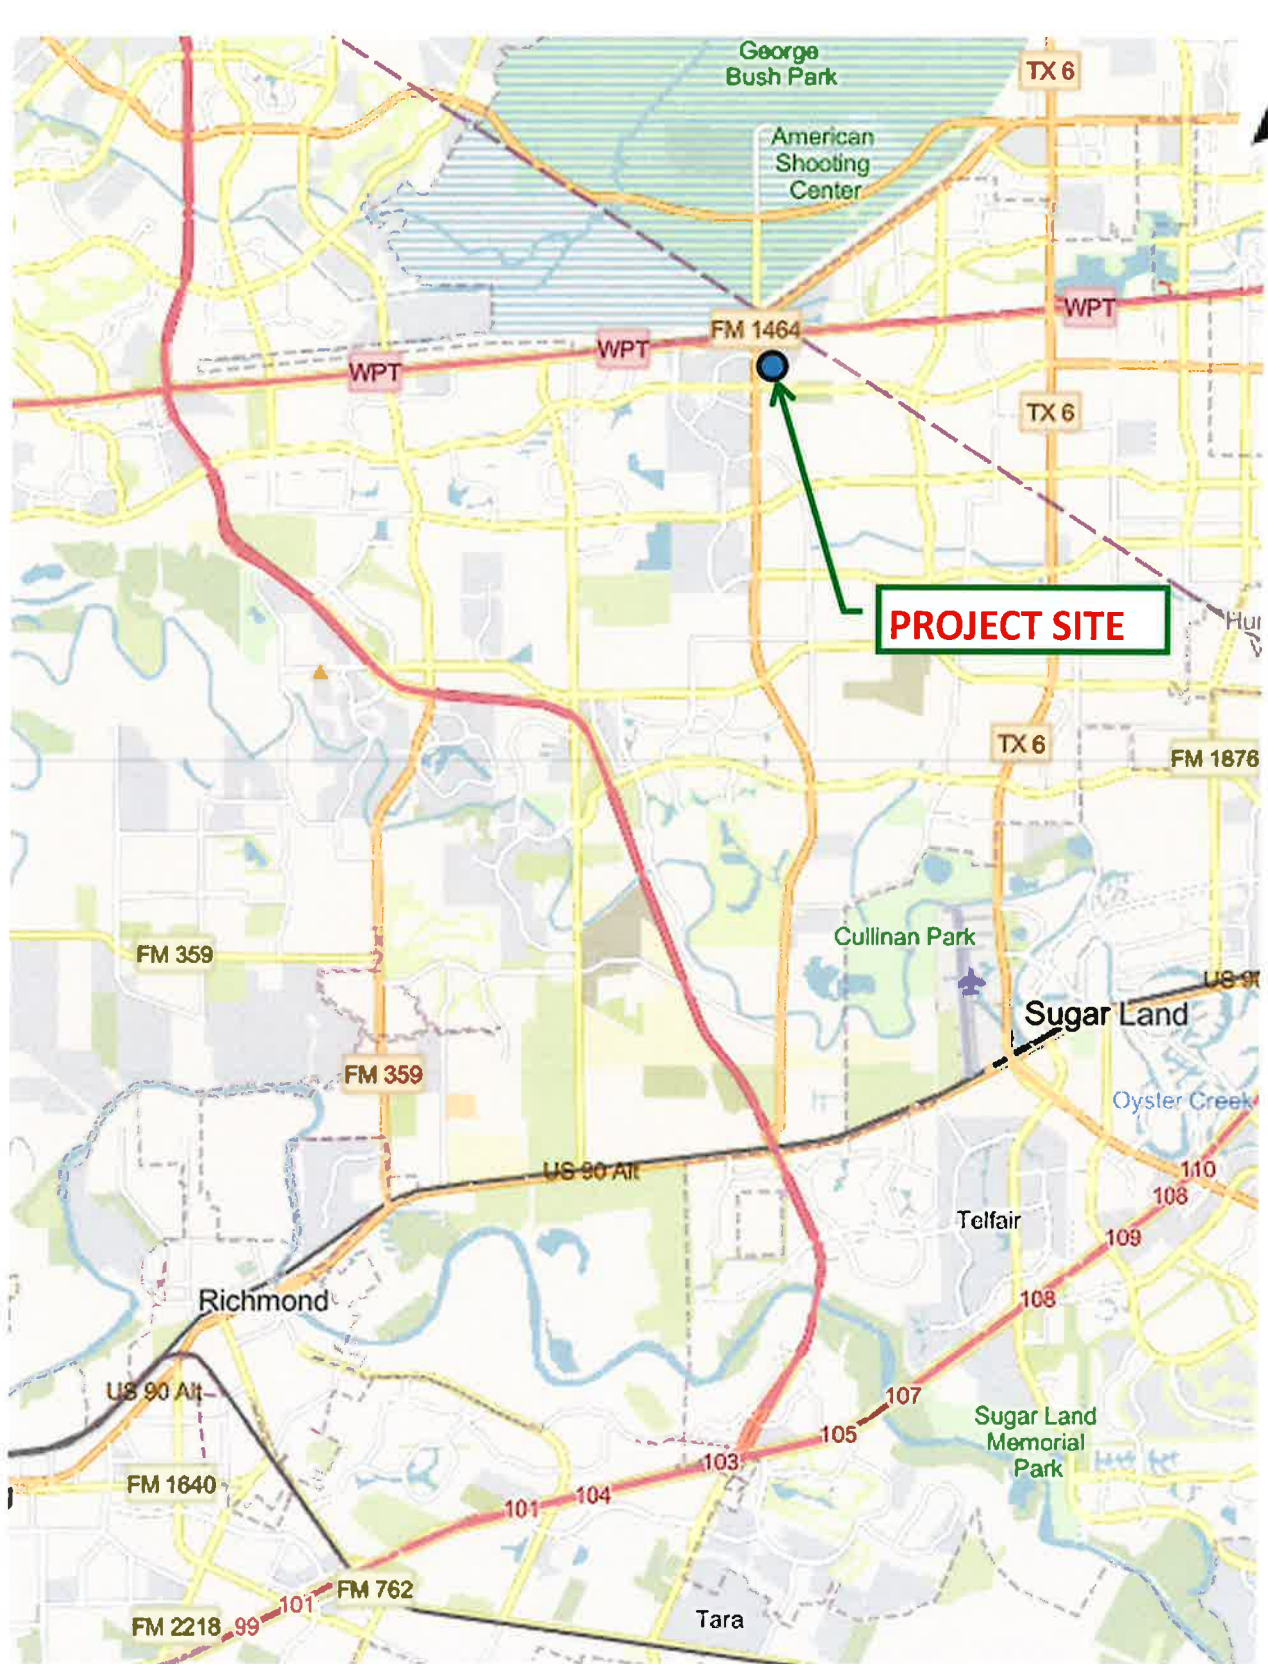 George
Bush Park
TX 6
American
Shooting
Center
WPT
FM 1464
WPT
WPT
TX 6
PROJECT SITE
TX 6
FM 1876
Cullinan Park
FM 359
Sugar Land
FM 359
Oyster Creek
US 90 Alt
110
108
Telfair
109
108
Richmond
US 90 Alt
107
105
Sugar Land
Memorial
Park
103
FM 1640
104
101
FM 762
101
FM 2218
99
Tara